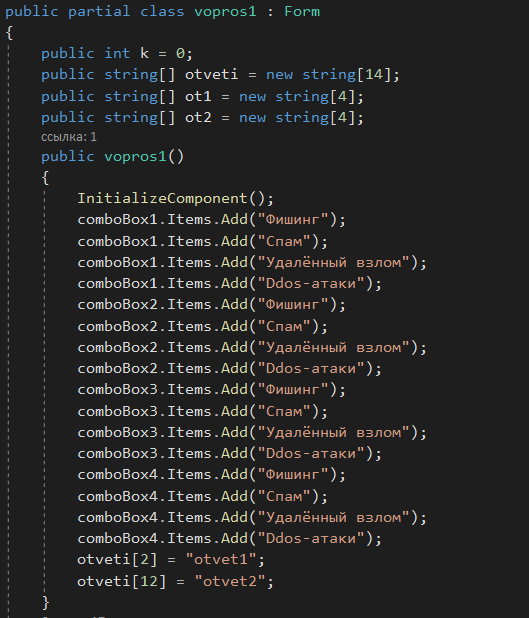 public partial class vopros1 : Form
{
public int k = 0;
public string[] otveti = new string[14];
public string[] ot1 = new string[4];
public string[] ot2 = new string[4];
ссылка: 1
public vopros1()
{
InitializeComponent();
comboBox1.Items.Add("Фишинг");
comboBox1.Items.Add("Спам");
comboBox1.Items.Add("Удалённый взлом");
comboBox1.Items.Add("Ddos-атаки");
comboBox2.Items.Add("Фишинг");
comboBox2.Items.Add("Спам");
comboBox2.Items.Add("Удалённый взлом");
comboBox2.Items.Add("Ddos-атаки");
comboBox3.Items.Add("Фишинг");
comboBox3.Items.Add("Спам");
comboBox3.Items.Add("Удалённый взлом");
comboBox3.Items.Add("Ddos-атаки");
comboBox4.Items.Add("Фишинг");
comboBox4.Items.Add("Спам");
comboBox4.Items.Add("Удалённый взлом");
comboBox4.Items.Add("Ddos-атаки");
otveti[2] = "otvet1";
otveti[12] = "otvet2";
}